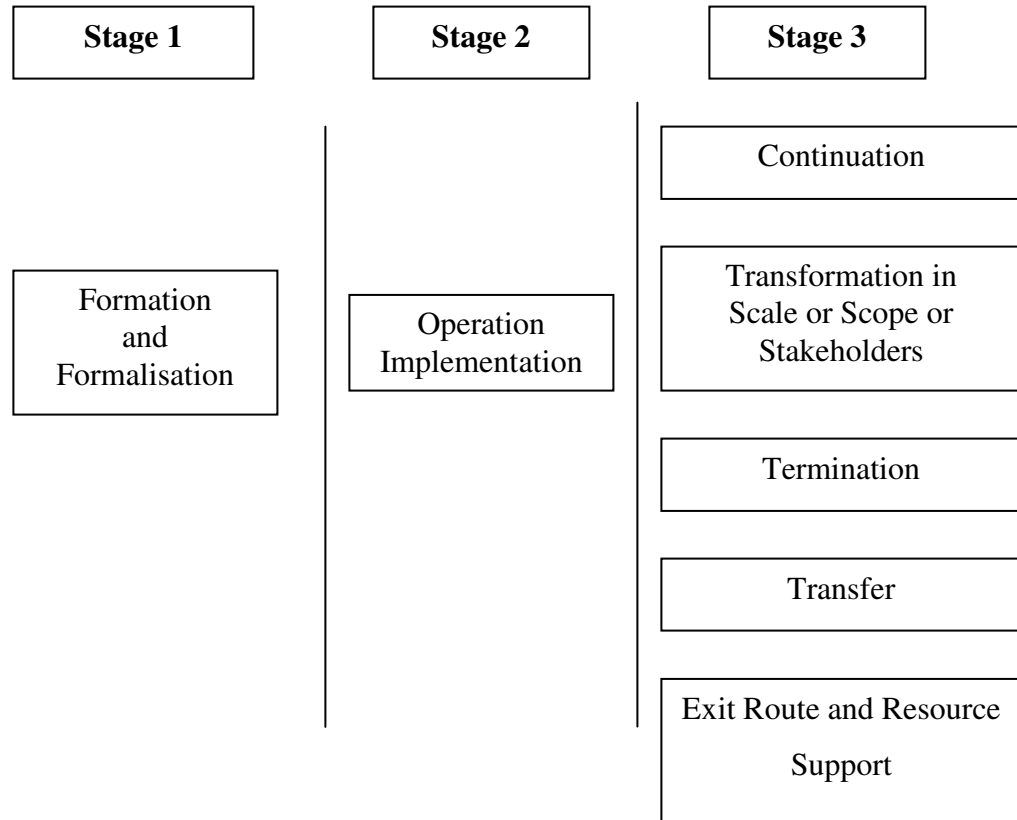 Stage 1
Stage 2
Stage 3
Formation
and
Formalisation
Operation
Implementation
Continuation
Transformation in
Scale or Scope or
Stakeholders
Termination
Transfer
Exit Route and Resource
Support